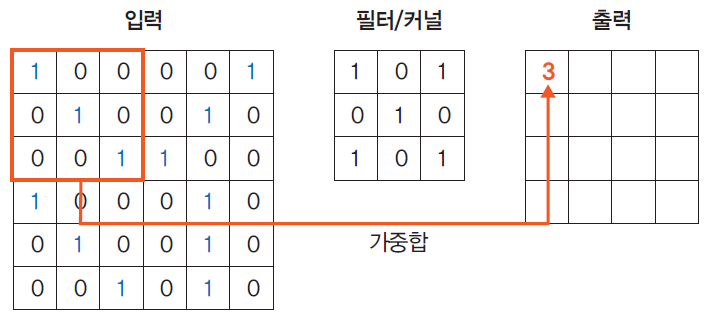 입력 필터/커널 출력
1 0 0 0 0 1 1 0 1 3
0 1 0 0 1 0 0 1 0
0 0 1 1 0 0 1 0 1
1 0 0 0 1 0
가중합
0 1 0 0 1 0
0 0 1 0 1 0